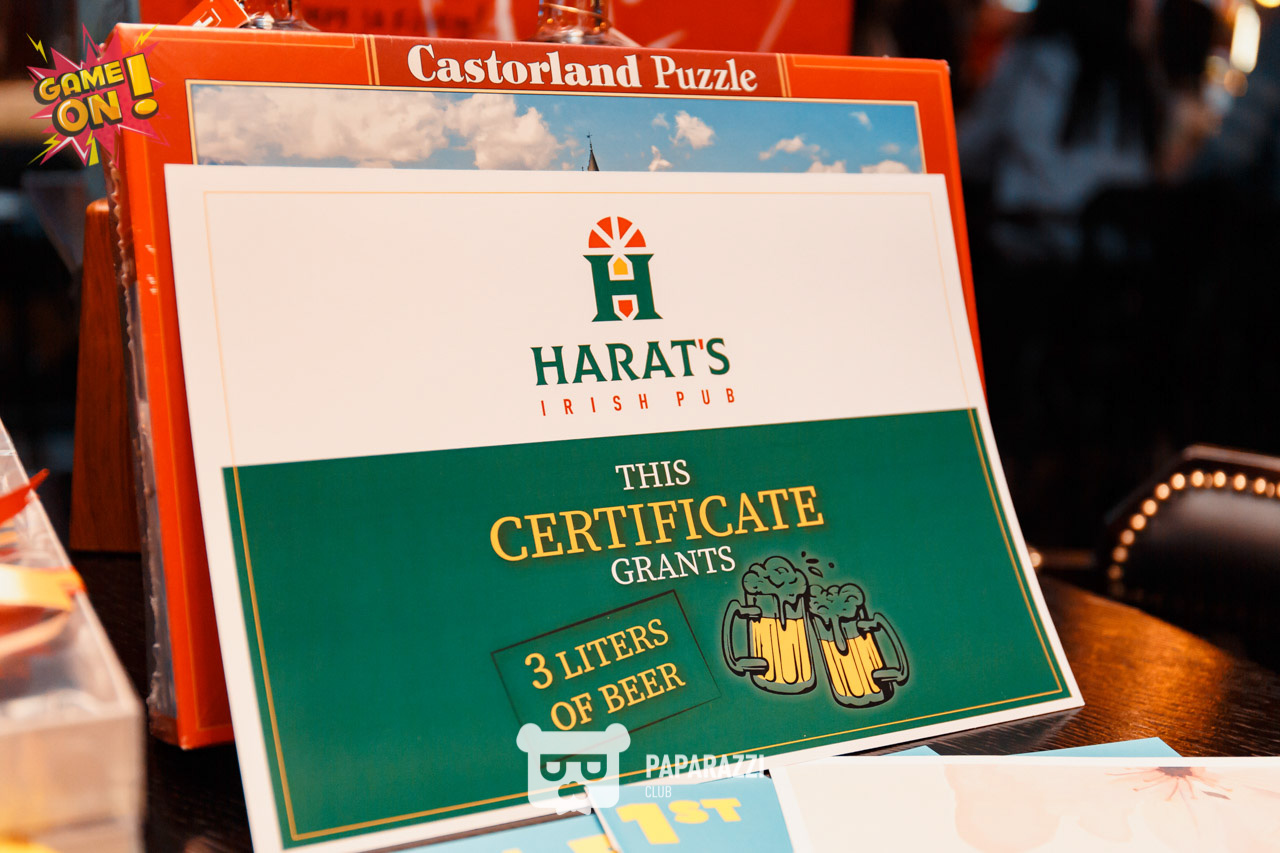 Castorland Puzzle
GAME
ON!
HARAT'S
IRISH PUB
THIS
CERTIFICATE
GRANTS
3 LITERS
OF BEER
PAPARAZZI
CLUB
1ST